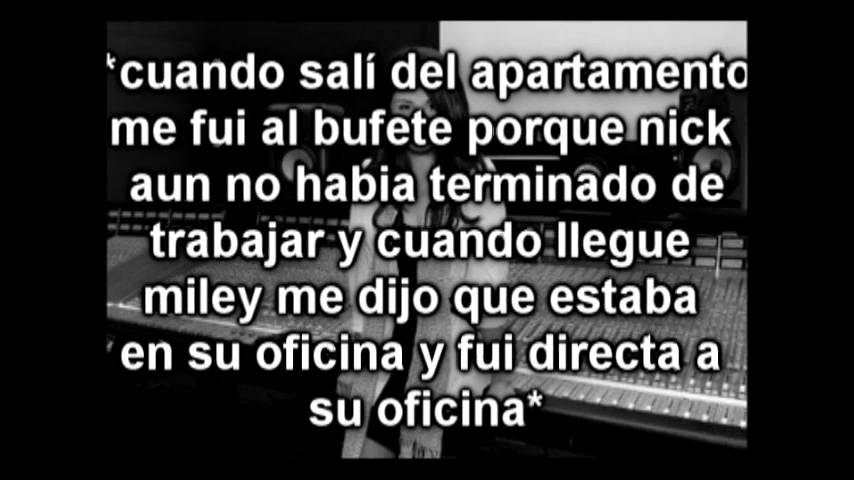 *cuando salí del apartamento
me fui al bufete porque nick
aun no habia terminado de
trabajar y cuando llegue
miley me dijo que estaba
en su oficina y fui directa a
su oficina*